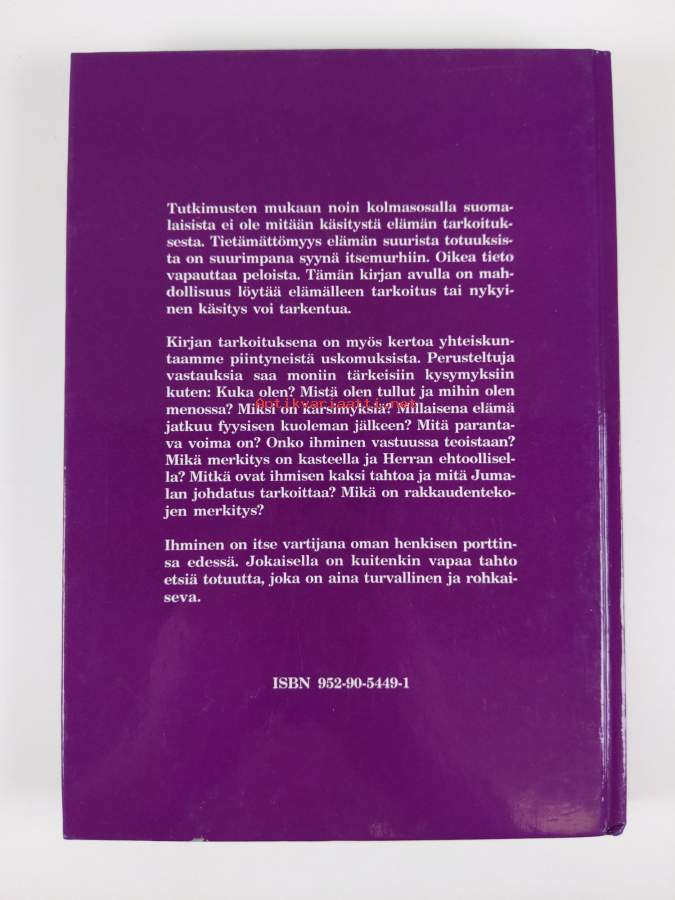 Tutkimusten mukaan noin kolmasosalla suoma-
laisista ei ole mitään käsitystä elämän tarkoituk-
sesta. Tietämättömyys elämän suurista totuuksis-
ta on suurimpana syynä itsemurhiin. Oikea tieto
vapauttaa peloista. Tämän kirjan avulla on mah-
dollisuus löytää elämälleen tarkoitus tai nykyi-
nen käsitys voi tarkentua.
Kirjan tarkoituksena on myös kertoa yhteiskun-
taamme piintyneistä uskomuksista. Perusteltuja
vastauksia saa moniin tärkeisiin kysymyksiin
kuten: Kuka olen? Mistä olen tullut ja mihin olen
menossa? Miksi on kärsimyksiä? Millaisena elämä
Antikvariaatti.net
jatkuu fyysisen kuoleman jälkeen? Mitä paranta-
va voima on? Onko ihminen vastuussa teoistaan?
Mikä merkitys on kasteella ja Herran ehtoollisel-
la? Mitkä ovat ihmisen kaksi tahtoa ja mitä Juma-
lan johdatus tarkoittaa? Mikä on rakkaudenteko-
jen merkitys?
Ihminen on itse vartijana oman henkisen porttin-
sa edessä. Jokaisella on kuitenkin vapaa tahto
etsiä totuutta, joka on aina turvallinen ja rohkai-
seva.
ISBN 952-90-5449-1